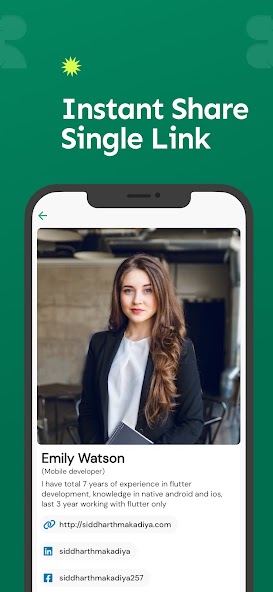 Instant Share
Single Link
Emily Watson
(Mobile developer)
I have total 7 years of experience in flutter
development, knowledge in native android and ios,
last 3 year working with flutter only
http://siddharthmakadiya.com
siddharthmakadiya
siddharthmakadiya257